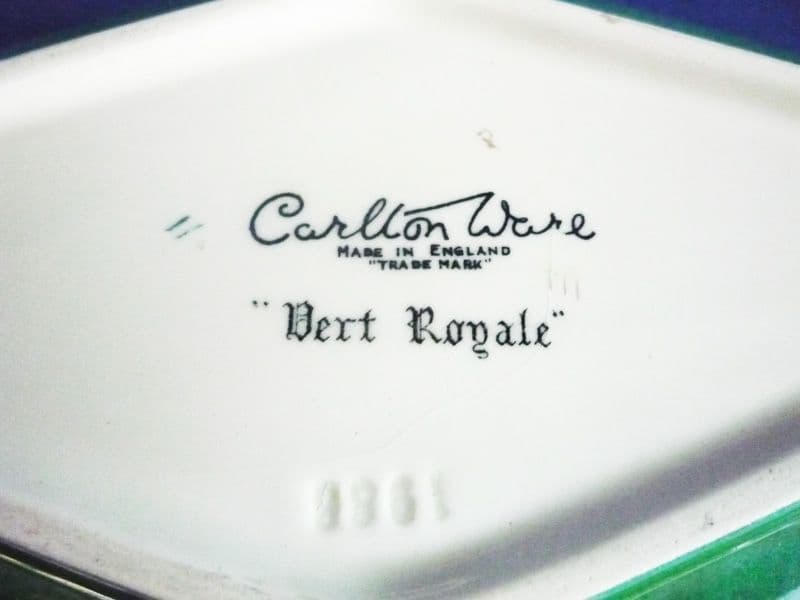 Carlton Ware
MADE IN ENGLAND
"TRADE MARK"
"Vert Royale"